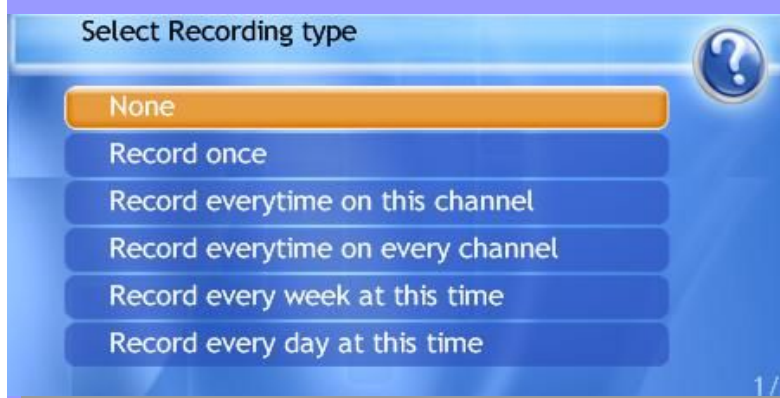 Select Recording type
?
None
Record once
Record everytime on this channel
Record everytime on every channel
Record every week at this time
Record every day at this time
1/